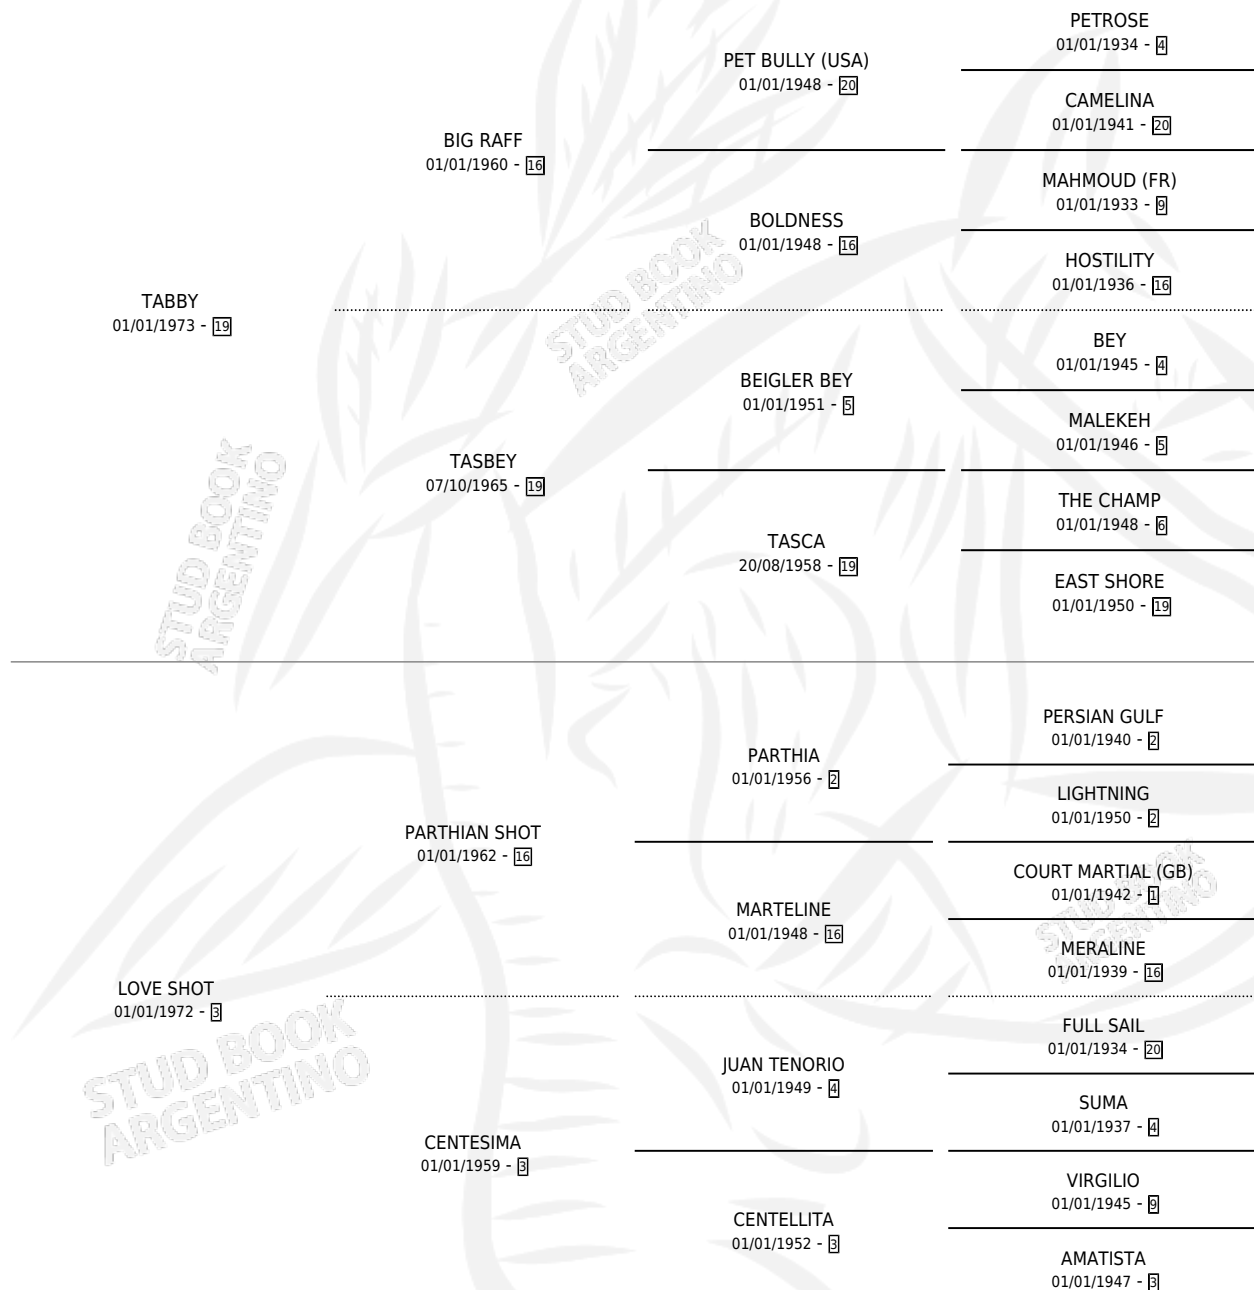 PETROSE
01/01/1934 - 4
PET BULLY (USA)
01/01/1948 - 20
CAMELINA
01/01/1941 - 20
BIG RAFF
01/01/1960 - 16
MAHMOUD (FR)
01/01/1933 - 9
BOLDNESS
01/01/1948 - 16
HOSTILITY
01/01/1936 - 16
TABBY
01/01/1973 - 19
BEY
01/01/1945 - 4
BEIGLER BEY
01/01/1951 - 5
MALEKEH
01/01/1946 - 5
TASBEY
07/10/1965 - 19
THE CHAMP
01/01/1948 - 6
TASCA
20/08/1958 - 19
EAST SHORE
01/01/1950 - 19
PERSIAN GULF
01/01/1940 - 2
PARTHIA
01/01/1956 - 2
LIGHTNING
01/01/1950 - 2
PARTHIAN SHOT
01/01/1962 - 16
COURT MARTIAL (GB)
01/01/1942 - 1
MARTELINE
01/01/1948 - 16
MERALINE
01/01/1939 - 16
LOVE SHOT
01/01/1972 - 3
FULL SAIL
01/01/1934 - 20
JUAN TENORIO
01/01/1949 - 4
SUMA
01/01/1937 - 4
CENTESIMA
01/01/1959 - 3
VIRGILIO
01/01/1945 - 9
CENTELLITA
01/01/1952 - 3
AMATISTA
01/01/1947 - 3
STUD BOOK
ARGENTINO
STUD BOOK
ARGENTINO
STUD BOOK
ARGENTINO
STUD BOOK
ARGENTINO